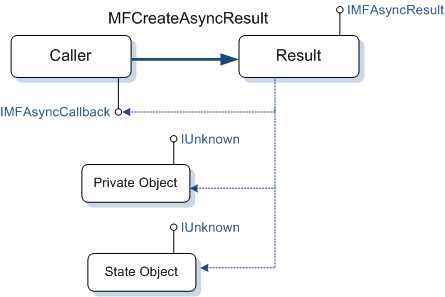 IMFAsyncResult
MFCreateAsyncResult
Caller
Result
IMFAsyncCallback
IUnknown
Private Object
IUnknown
State Object